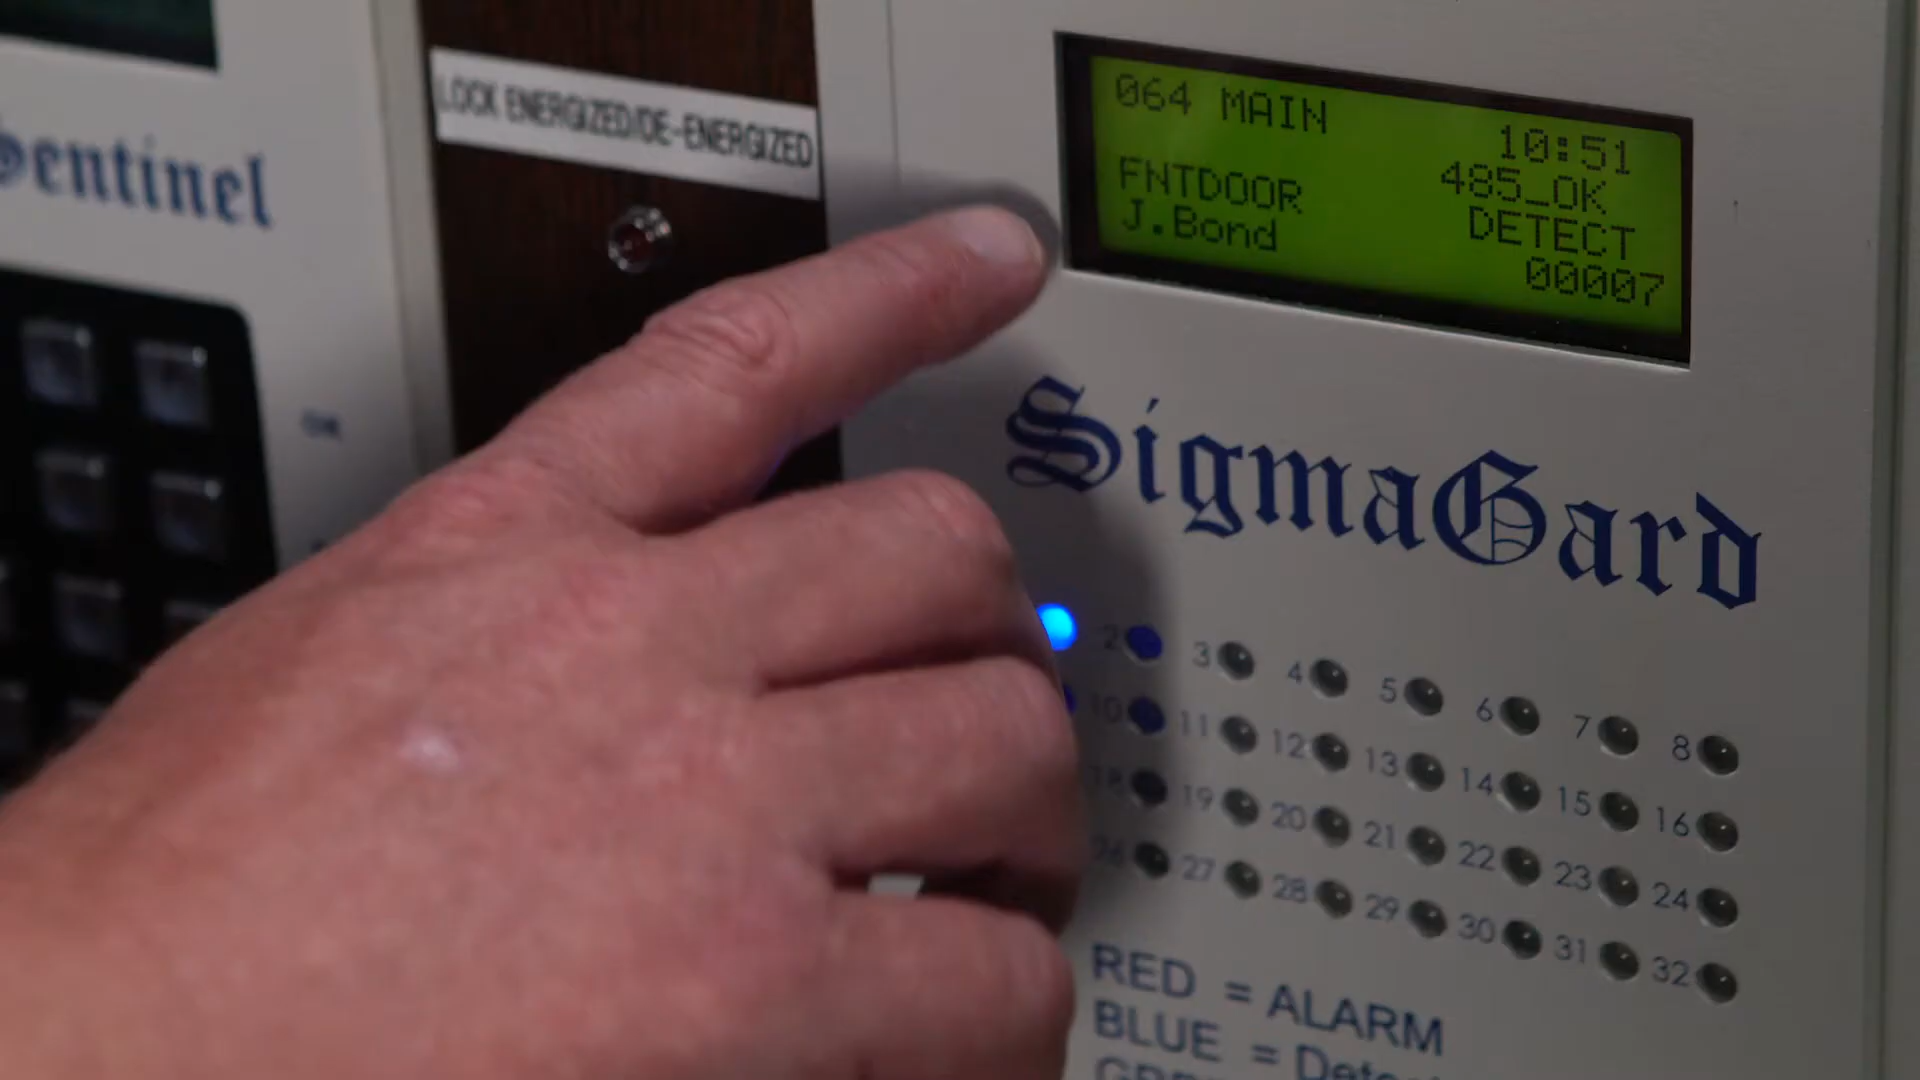 Sentinel
LOCK ENERGIZED/DE-ENERGIZED
064 MAIN
10:51
485_OK
FNTDOOR
DETECT
J.Bond
00007
SigmaGard
2 3 4 5 6 7 8
10 11 12 13 14 15 16
18 19 20 21 22 23 24
26 27 28 29 30 31 32
RED = ALARM
BLUE =